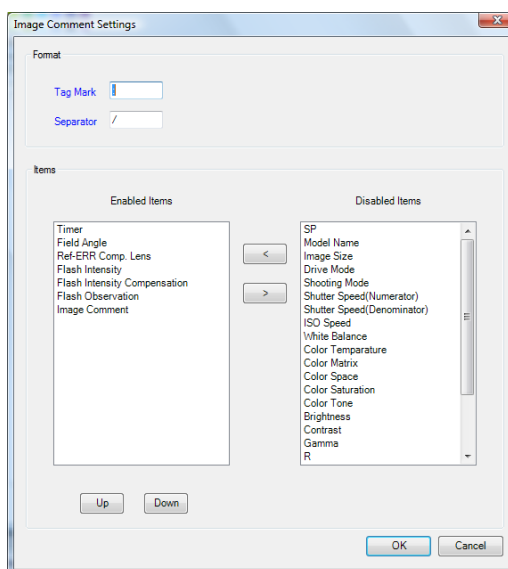 Image Comment Settings
Format
Tag Mark :
Separator /
Items
Enabled Items
Disabled Items
Timer
Field Angle
Ref-ERR Comp. Lens
Flash Intensity
Flash Intensity Compensation
Flash Observation
Image Comment
<
>
SP
Model Name
Image Size
Drive Mode
Shooting Mode
Shutter Speed(Numerator)
Shutter Speed(Denominator)
ISO Speed
White Balance
Color Temparature
Color Matrix
Color Space
Color Saturation
Color Tone
Brightness
Contrast
Gamma
R
Up
Down
OK
Cancel